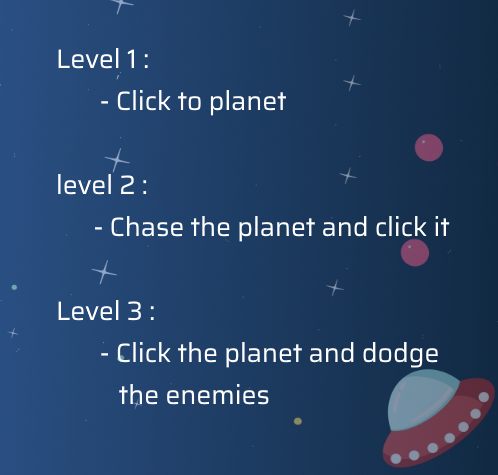 Level 1 :
- Click to planet
level 2 :
- Chase the planet and click it
Level 3 :
- Click the planet and dodge
the enemies